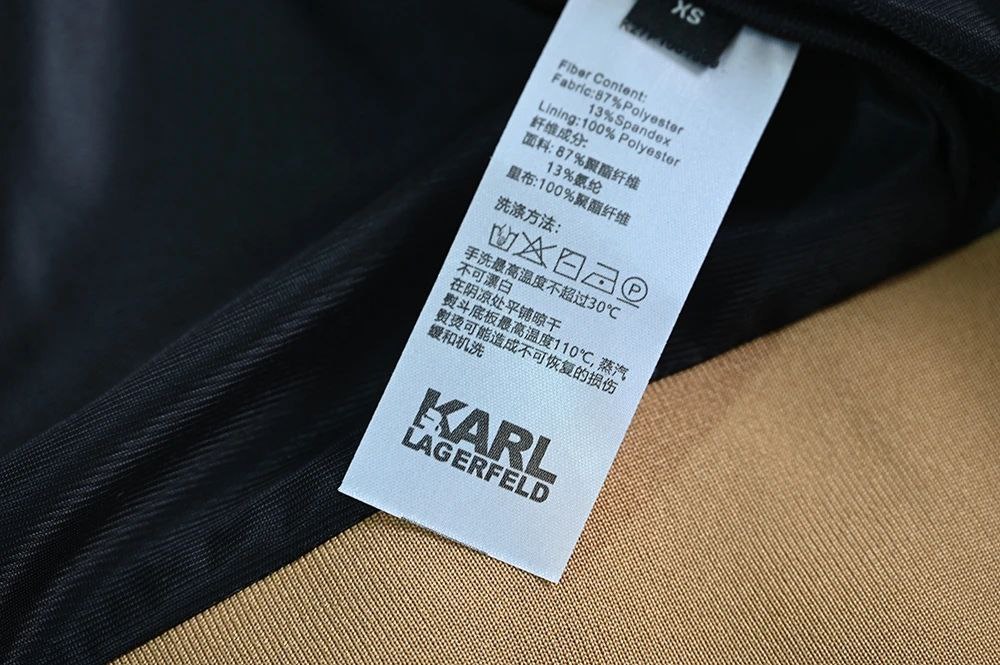 XS
Fiber Content:
Fabric:87%Polyester
13%Spandex
Lining:100% Polyester
纤维成分:
面料: 87%聚酯纤维
13%氨纶
里布:100%聚酯纤维
洗涤方法:
P
手洗最高温度不超过30℃
不可漂白
在阴凉处平铺晾干
熨斗底板最高温度110℃, 蒸汽
熨烫可能造成不可恢复的损伤
缓和机洗
KARL
LAGERFELD